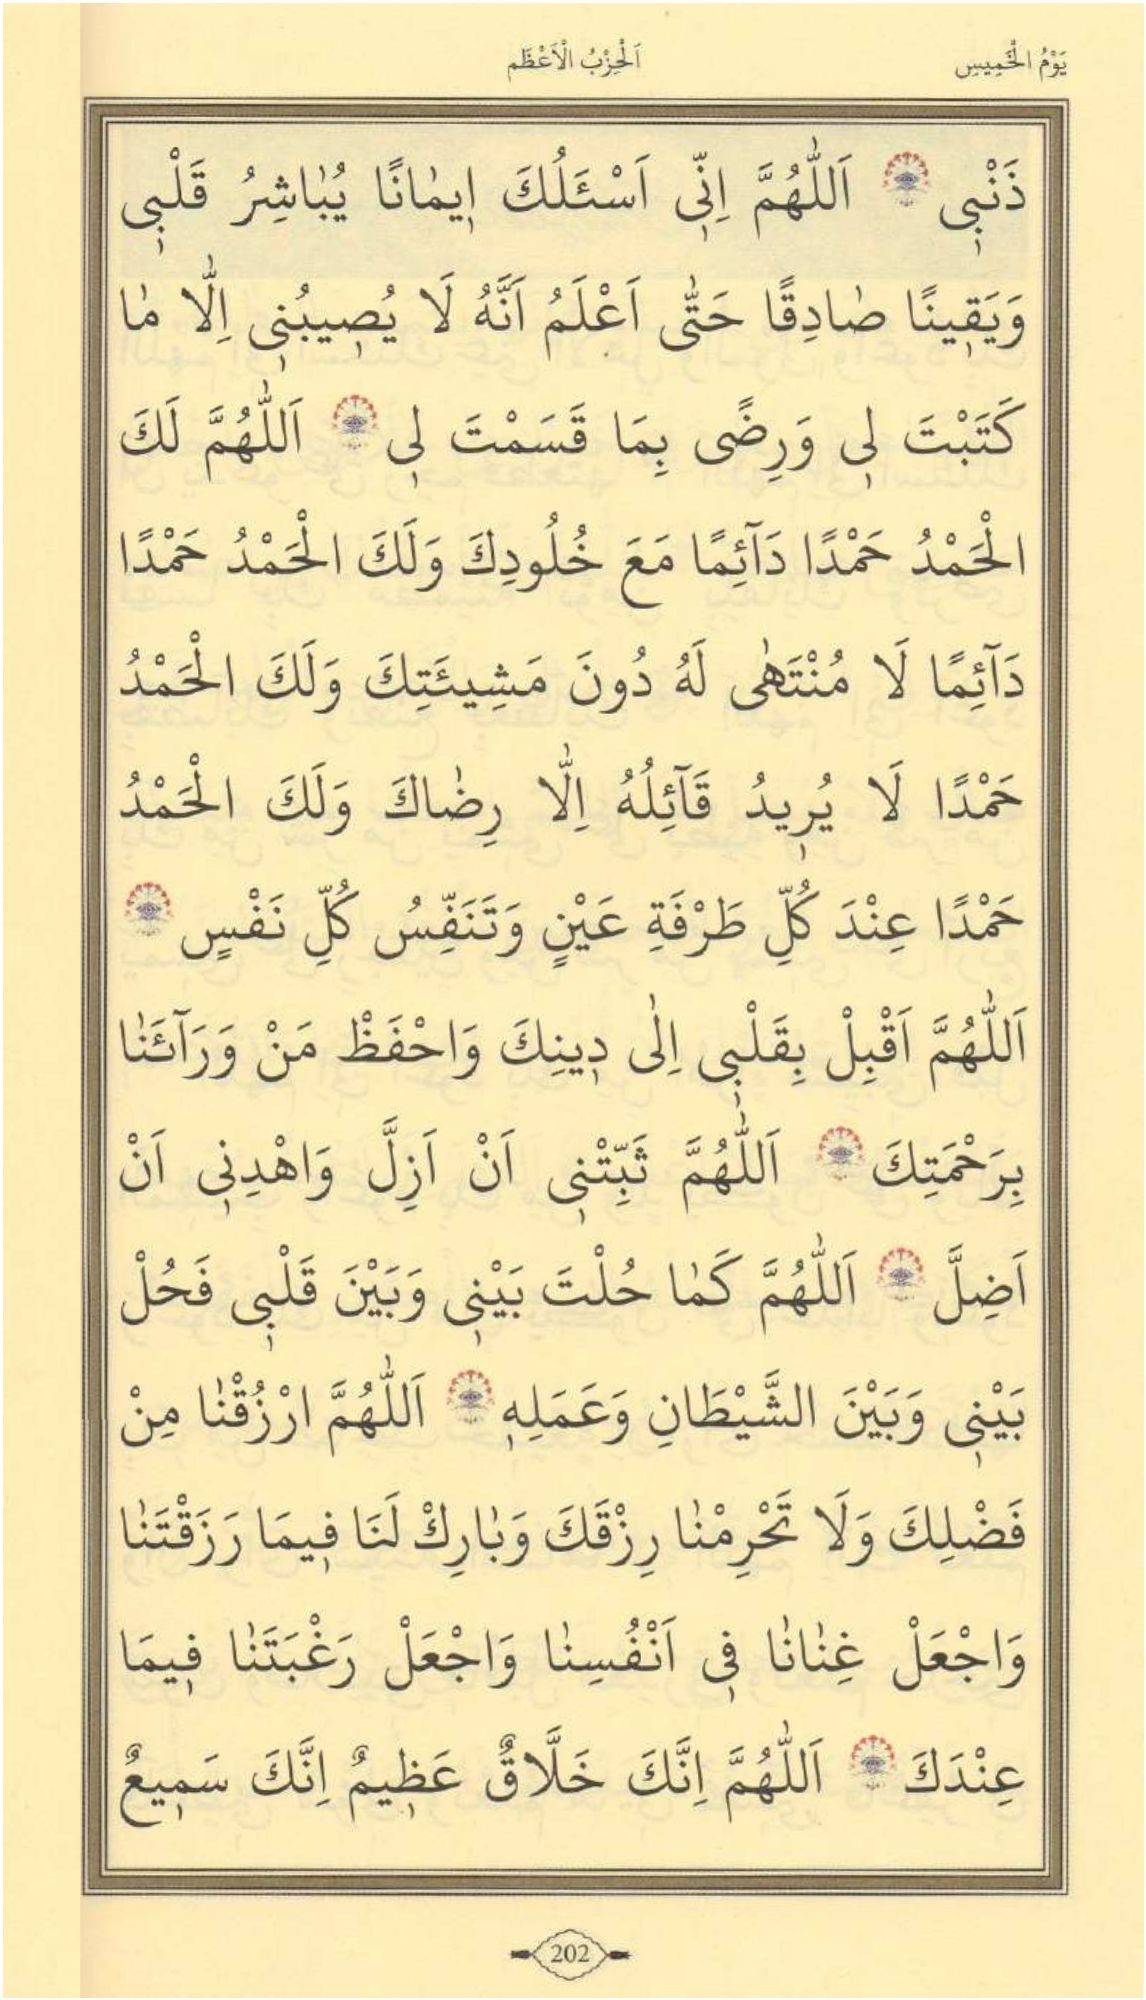 يَوْمُ الْخَمِيسِ
اَلْحِزْبُ الْاَعْظَم
ذَنْبٖى اَللّٰهُمَّ اِنّٖى اَسْئَلُكَ اٖيمٰانًا يُبٰاشِرُ قَلْبٖى
وَيَقٖينًا صٰادِقًا حَتّٰى اَعْلَمُ اَنَّهُ لَا يُصٖيبُنٖى اِلّٰا مٰا
كَتَبْتَ لٖى وَرِضًى بِمَا قَسَمْتَ لٖى اَللّٰهُمَّ لَكَ
الْحَمْدُ حَمْدًا دَآئِمًا مَعَ خُلُودِكَ وَلَكَ الْحَمْدُ حَمْدًا
دَآئِمًا لَا مُنْتَهٰى لَهُ دُونَ مَشِيئَتِكَ وَلَكَ الْحَمْدُ
حَمْدًا لَا يُرٖيدُ قَآئِلُهُ اِلّٰا رِضٰاكَ وَلَكَ الْحَمْدُ
حَمْدًا عِنْدَ كُلِّ طَرْفَةِ عَيْنٍ وَتَنَفِّسُ كُلِّ نَفْسٍ
اَللّٰهُمَّ اَقْبِلْ بِقَلْبٖى اِلٰى دٖينِكَ وَاحْفَظْ مَنْ وَرَآئَنٰا
بِرَحْمَتِكَ اَللّٰهُمَّ ثَبِّتْنٖى اَنْ اَزِلَّ وَاهْدِنٖى اَنْ
اَضِلَّ اَللّٰهُمَّ كَمٰا حُلْتَ بَيْنٖى وَبَيْنَ قَلْبٖى فَحُلْ
بَيْنٖى وَبَيْنَ الشَّيْطَانِ وَعَمَلِهٖ اَللّٰهُمَّ ارْزُقْنٰا مِنْ
فَضْلِكَ وَلَا تَحْرِمْنٰا رِزْقَكَ وَبٰارِكْ لَنَا فٖيمَا رَزَقْتَنٰا
وَاجْعَلْ غِنٰانٰا فٖى اَنْفُسِنٰا وَاجْعَلْ رَغْبَتَنٰا فٖيمَا
عِنْدَكَ اَللّٰهُمَّ اِنَّكَ خَلَّاقٌ عَظٖيمٌ اِنَّكَ سَمٖيعٌ
202